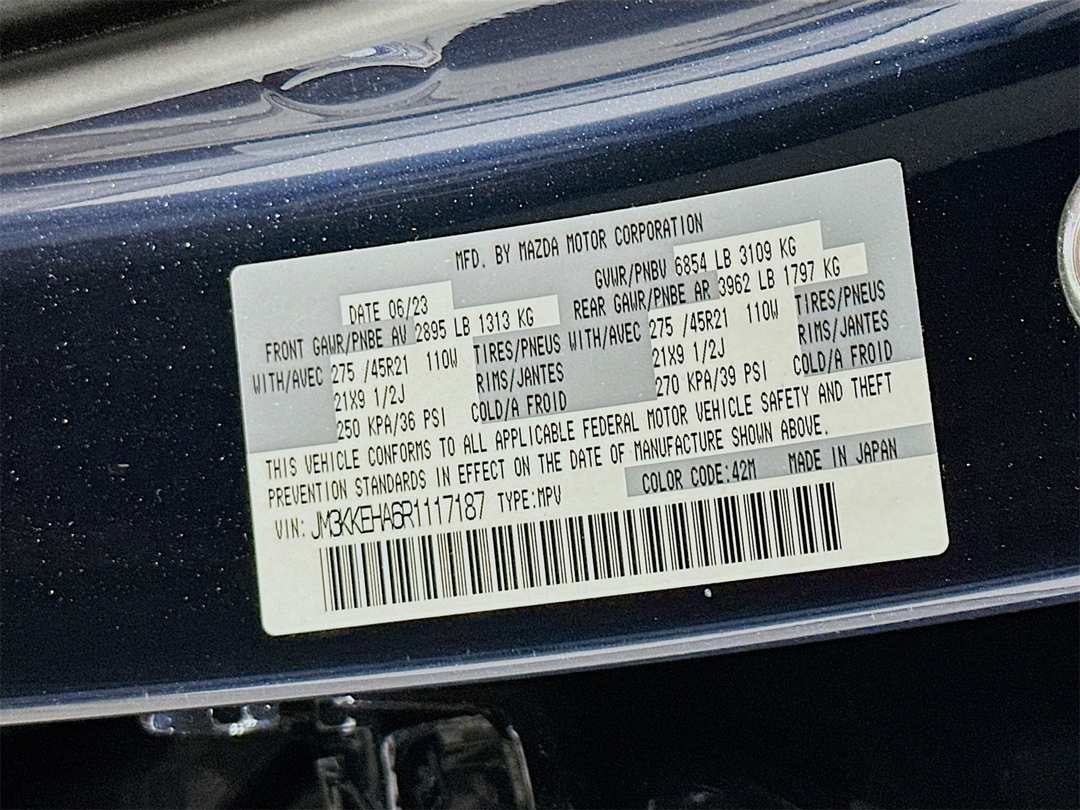 MFD. BY MAZDA MOTOR CORPORATION
DATE 06/23 GVWR/PNBV 6854 LB 3109 KG
FRONT GAWR/PNBE AV 2895 LB 1313 KG REAR GAWR/PNBE AR 3962 LB 1797 KG
WITH/AVEC 275 /45R21 110W TIRES/PNEUS WITH/AVEC 275 /45R21 110W TIRES/PNEUS
21X9 1/2J RIMS/JANTES 21X9 1/2J RIMS/JANTES
250 KPA/36 PSI COLD/A FROID 270 KPA/39 PSI COLD/A FROID
THIS VEHICLE CONFORMS TO ALL APPLICABLE FEDERAL MOTOR VEHICLE SAFETY AND THEFT
PREVENTION STANDARDS IN EFFECT ON THE DATE OF MANUFACTURE SHOWN ABOVE.
COLOR CODE:42M MADE IN JAPAN
VIN: JM3KKEHA6R1117187 TYPE:MPV